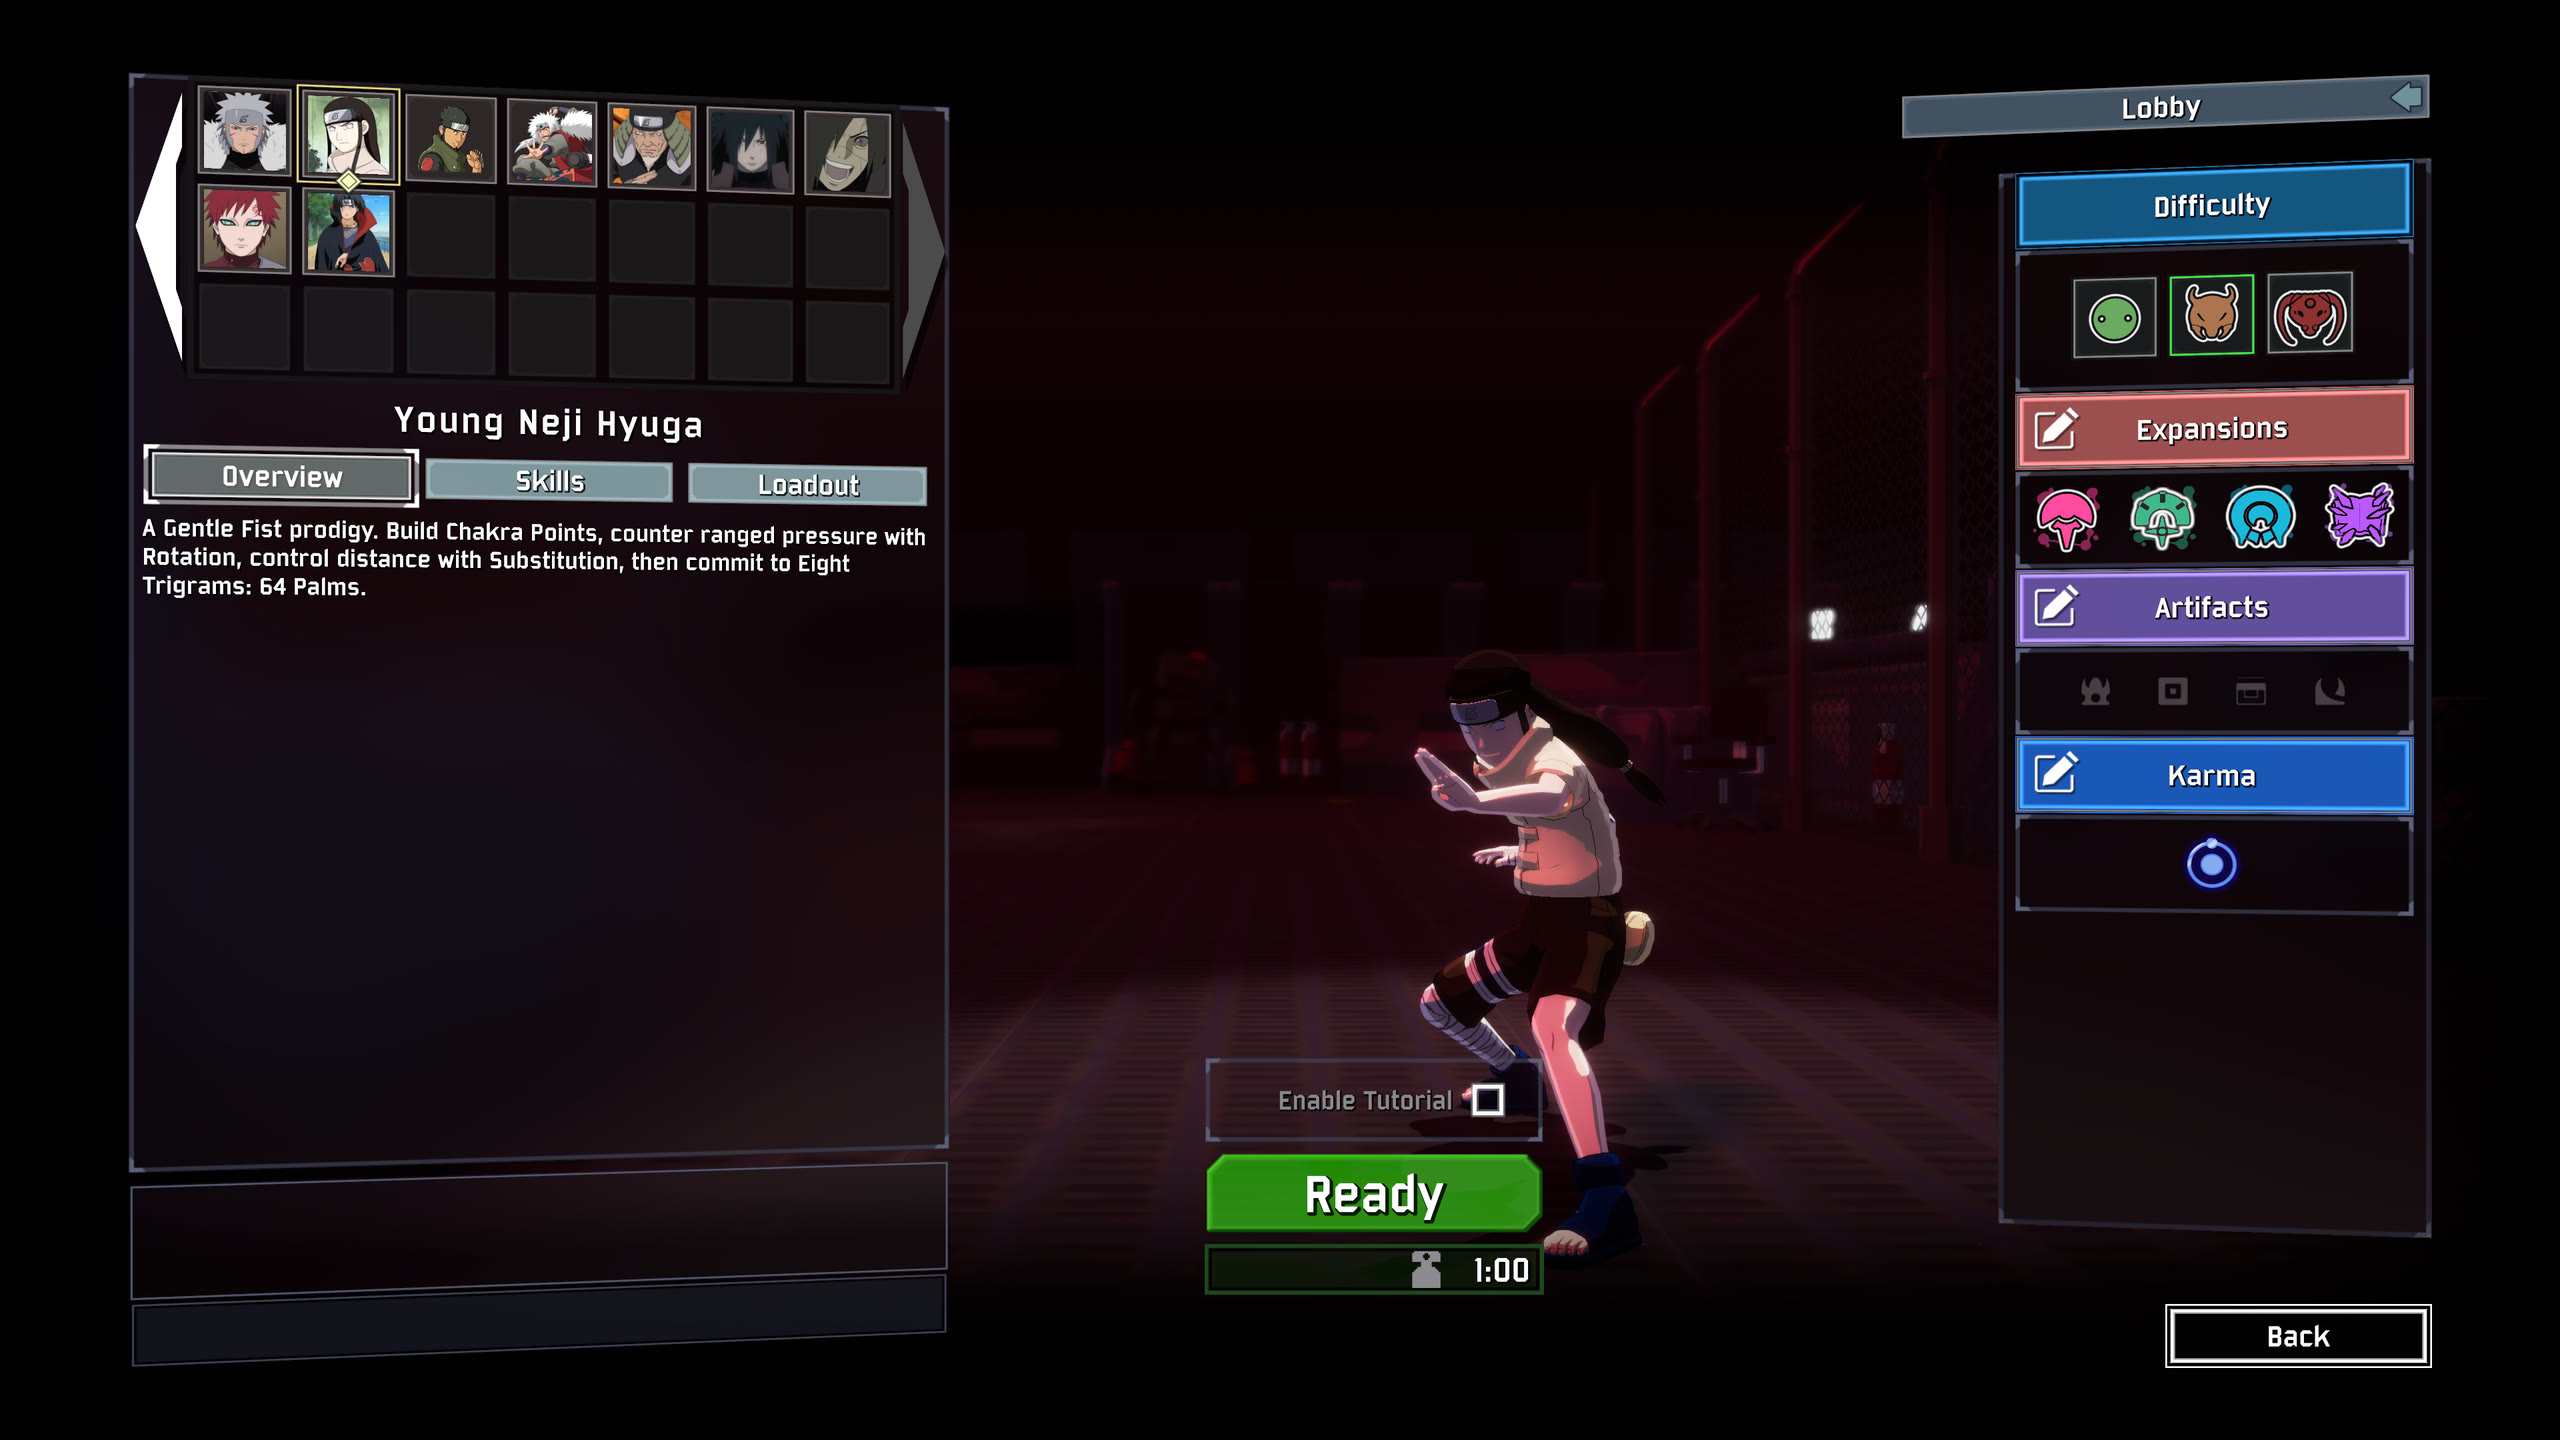 Lobby
Difficulty
Expansions
Artifacts
Karma
Young Neji Hyuga
Overview
Skills
Loadout
A Gentle Fist prodigy. Build Chakra Points, counter ranged pressure with
Rotation, control distance with Substitution, then commit to Eight
Trigrams: 64 Palms.
Enable Tutorial
Ready
1:00
Back